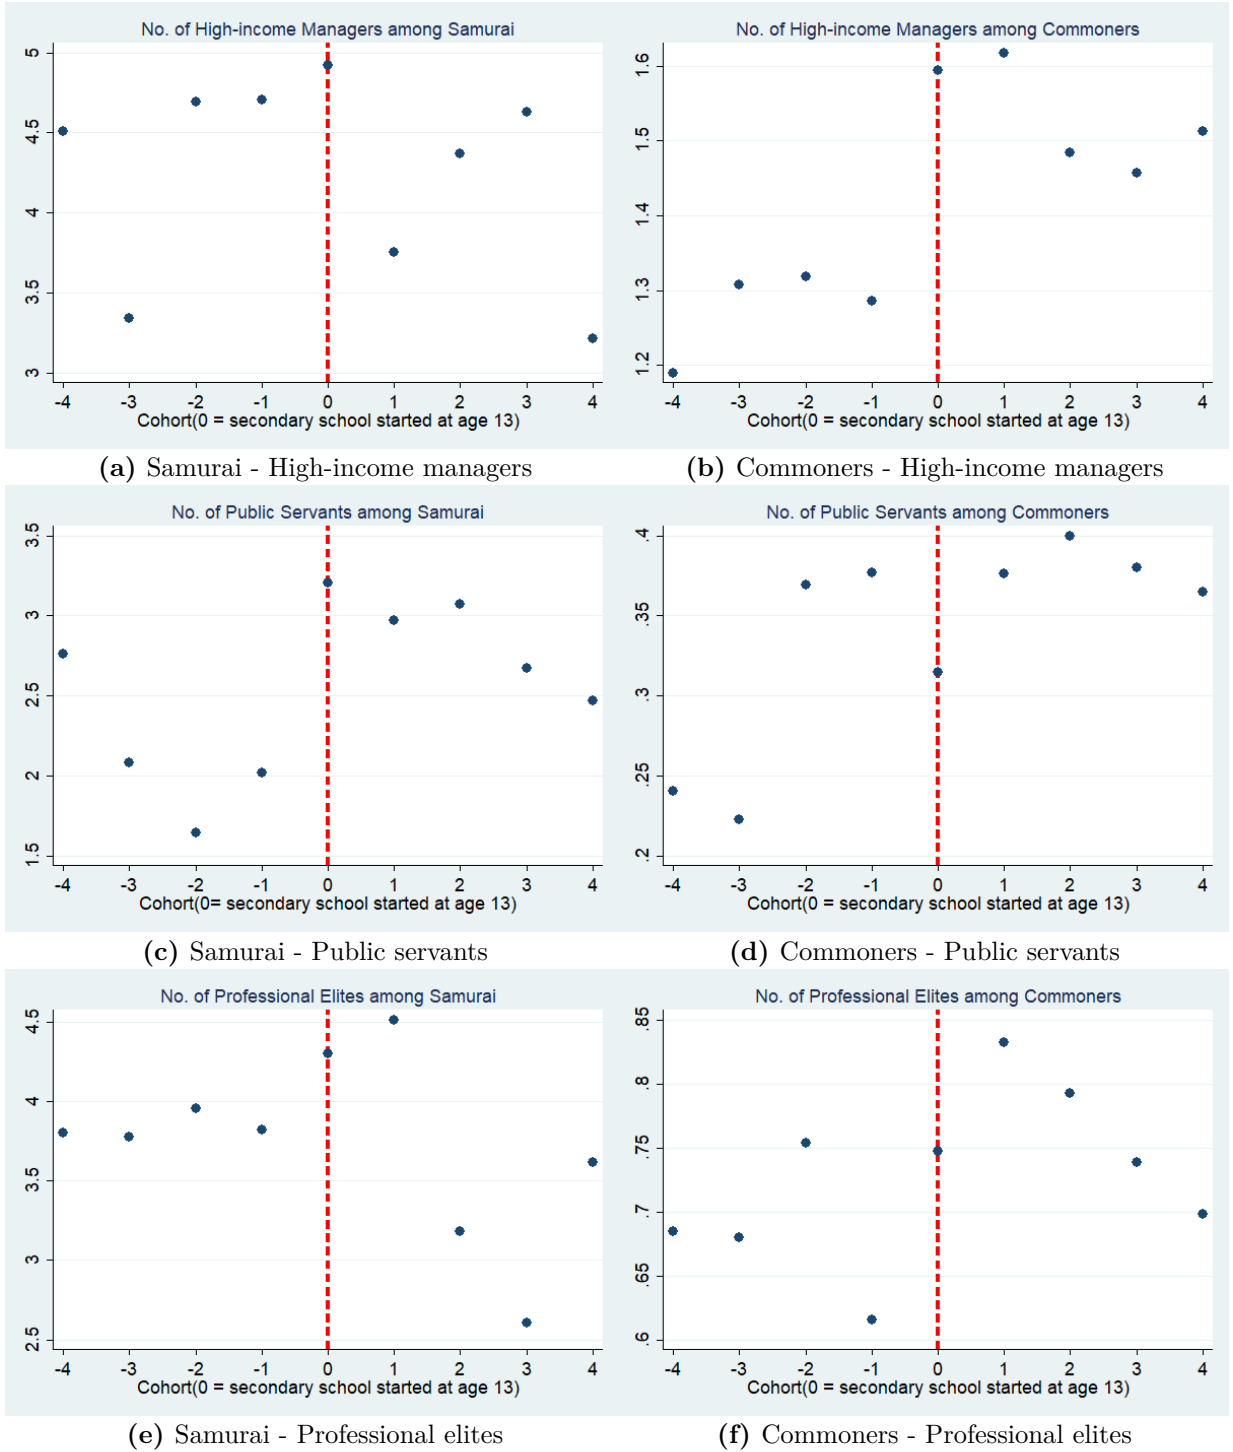 No. of High-income Managers among Samurai
5
4.5
4
3.5
3
-4 -3 -2 -1 0 1 2 3 4
Cohort(0 = secondary school started at age 13)
(a) Samurai - High-income managers
No. of High-income Managers among Commoners
1.6
1.5
1.4
1.3
1.2
-4 -3 -2 -1 0 1 2 3 4
Cohort(0 = secondary school started at age 13)
(b) Commoners - High-income managers
No. of Public Servants among Samurai
3.5
3
2.5
2
1.5
-4 -3 -2 -1 0 1 2 3 4
Cohort(0= secondary school started at age 13)
(c) Samurai - Public servants
No. of Public Servants among Commoners
.4
.35
.3
.25
.2
-4 -3 -2 -1 0 1 2 3 4
Cohort(0 = secondary school started at age 13)
(d) Commoners - Public servants
No. of Professional Elites among Samurai
4.5
4
3.5
3
2.5
-4 -3 -2 -1 0 1 2 3 4
Cohort(0 = secondary school started at age 13)
(e) Samurai - Professional elites
No. of Professional Elites among Commoners
.85
.8
.75
.7
.65
.6
-4 -3 -2 -1 0 1 2 3 4
Cohort(0 = secondary school started at age 13)
(f) Commoners - Professional elites